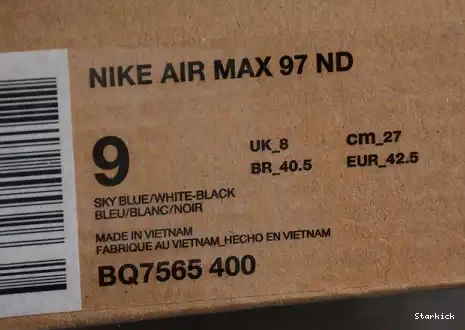 NIKE AIR MAX 97 ND
9
UK_8 cm_27
BR_40.5 EUR_42.5
SKY BLUE/WHITE-BLACK
BLEU/BLANC/NOIR
MADE IN VIETNAM
FABRIQUE AU VIETNAM_HECHO EN VIETNAM
BQ7565 400
Starkick